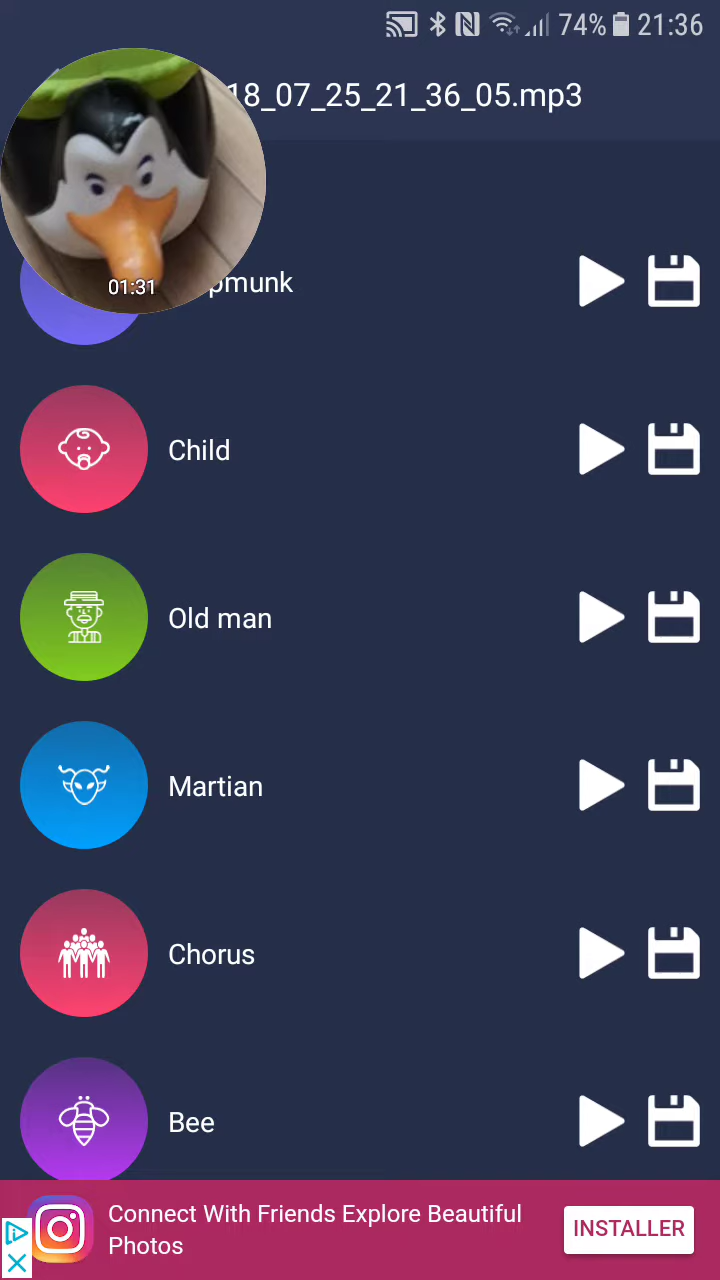 74% 21:36
18_07_25_21_36_05.mp3
01:31
pmunk
Child
Old man
Martian
Chorus
Bee
Connect With Friends Explore Beautiful
Photos
INSTALLER